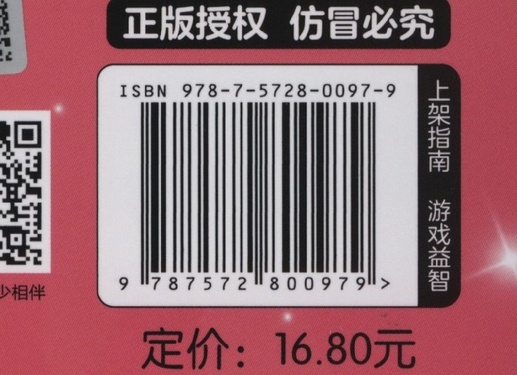 正版授权 仿冒必究
ISBN 978-7-5728-0097-9
上架指南 游戏益智
9 787572 800979 >
少相伴
定价：16.80元